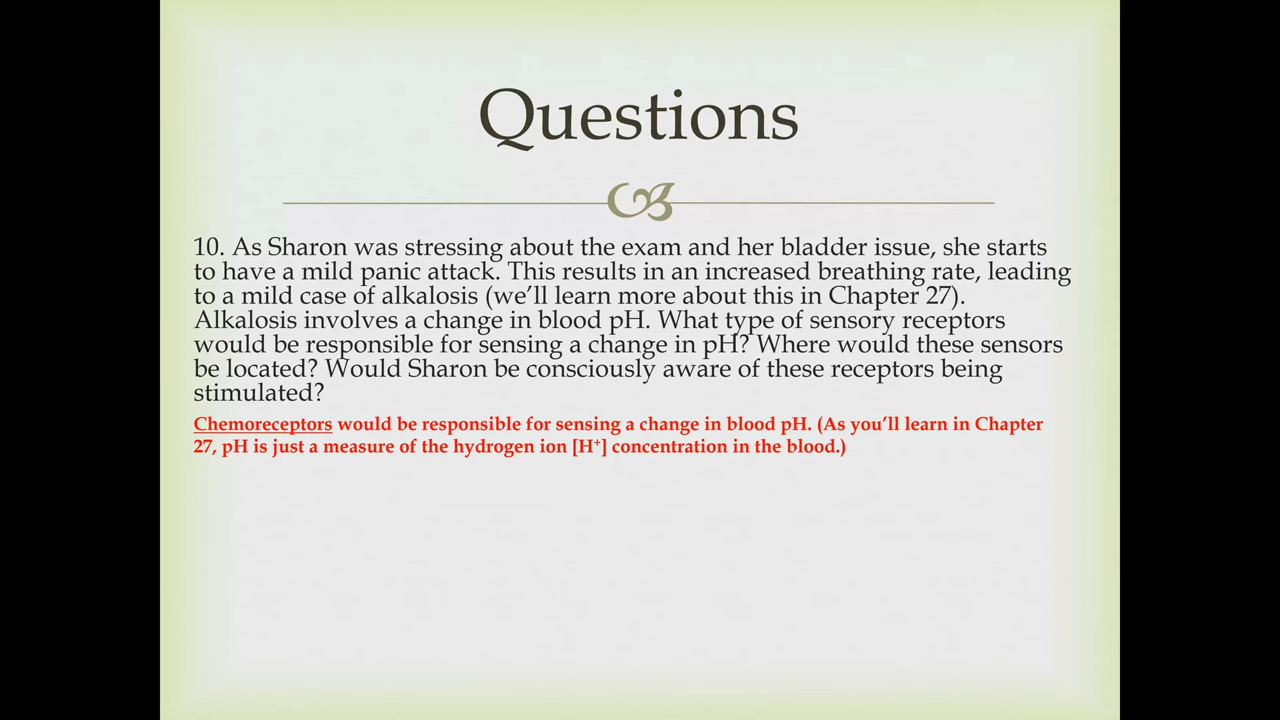 Questions
10. As Sharon was stressing about the exam and her bladder issue, she starts
to have a mild panic attack. This results in an increased breathing rate, leading
to a mild case of alkalosis (we’ll learn more about this in Chapter 27).
Alkalosis involves a change in blood pH. What type of sensory receptors
would be responsible for sensing a change in pH? Where would these sensors
be located? Would Sharon be consciously aware of these receptors being
stimulated?
Chemoreceptors would be responsible for sensing a change in blood pH. (As you’ll learn in Chapter
27, pH is just a measure of the hydrogen ion [H⁺] concentration in the blood.)